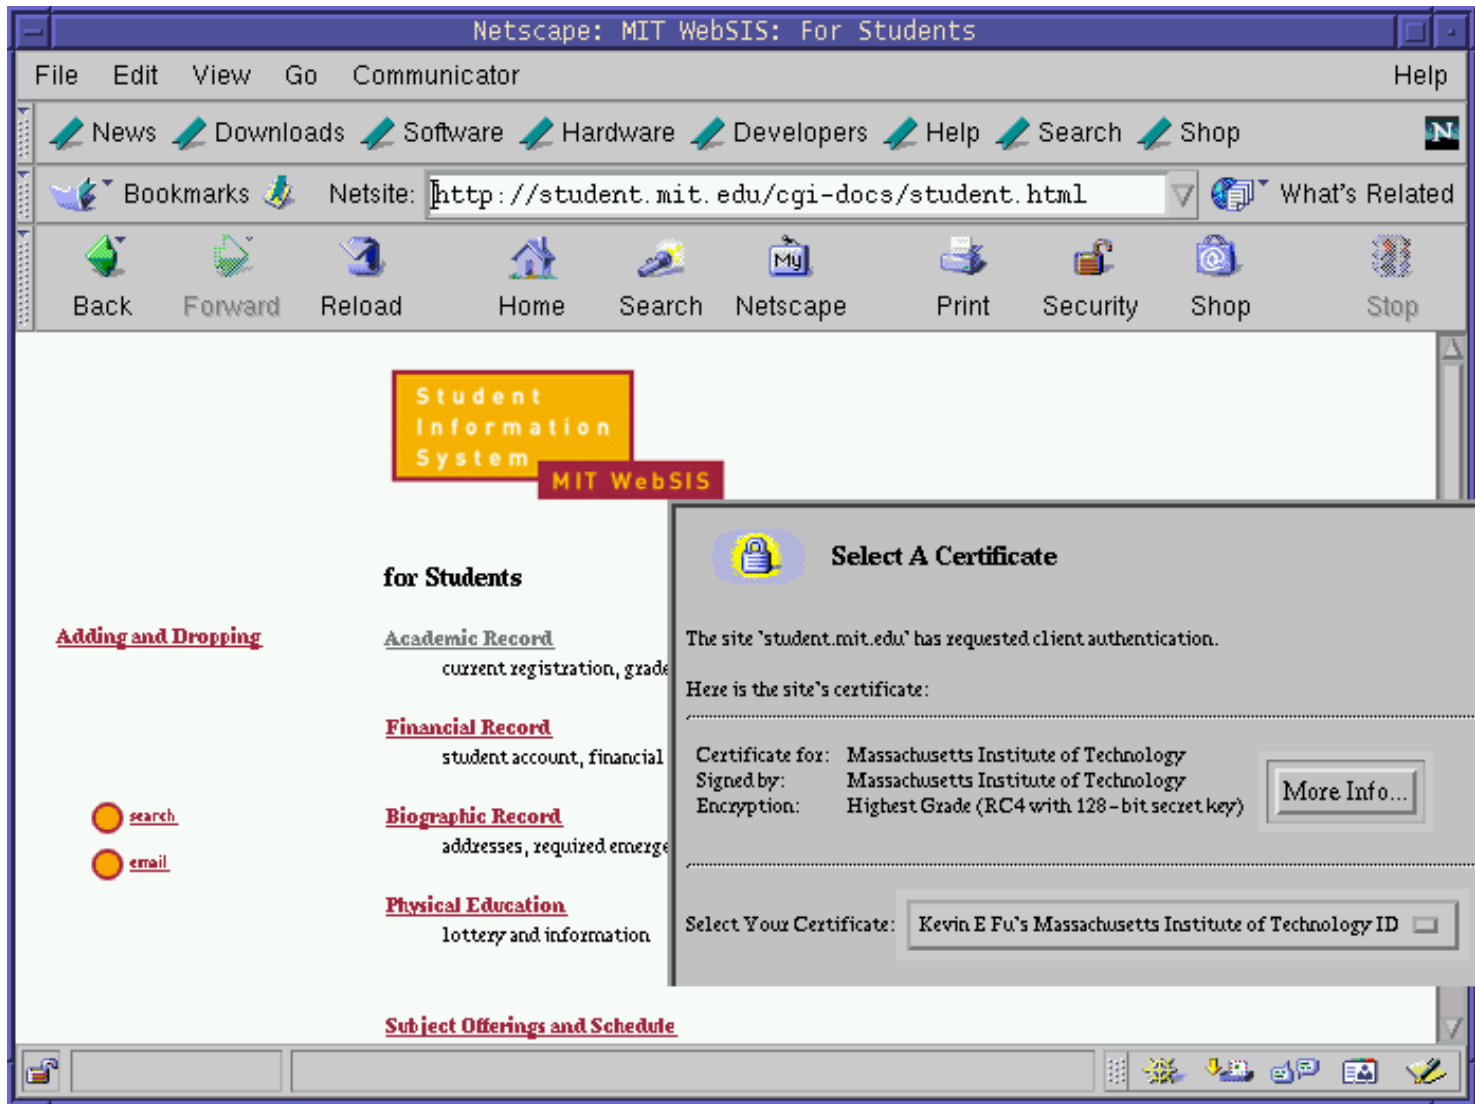 Netscape: MIT WebSIS: For Students
File Edit View Go Communicator Help
News Downloads Software Hardware Developers Help Search Shop N
Bookmarks Netsite: http://student.mit.edu/cgi-docs/student.html What's Related
My
Back Forward Reload Home Search Netscape Print Security Shop Stop
Student
Information
System
MIT WebSIS
for Students
Adding and Dropping
Academic Record
current registration, grade
Financial Record
student account, financial
search
email
Biographic Record
addresses, required emerge
Physical Education
lottery and information
Subject Offerings and Schedule
Select A Certificate
The site 'student.mit.edu' has requested client authentication.
Here is the site's certificate:
Certificate for: Massachusetts Institute of Technology
Signed by: Massachusetts Institute of Technology
Encryption: Highest Grade (RC4 with 128-bit secret key)
More Info...
Select Your Certificate: Kevin E Fu's Massachusetts Institute of Technology ID